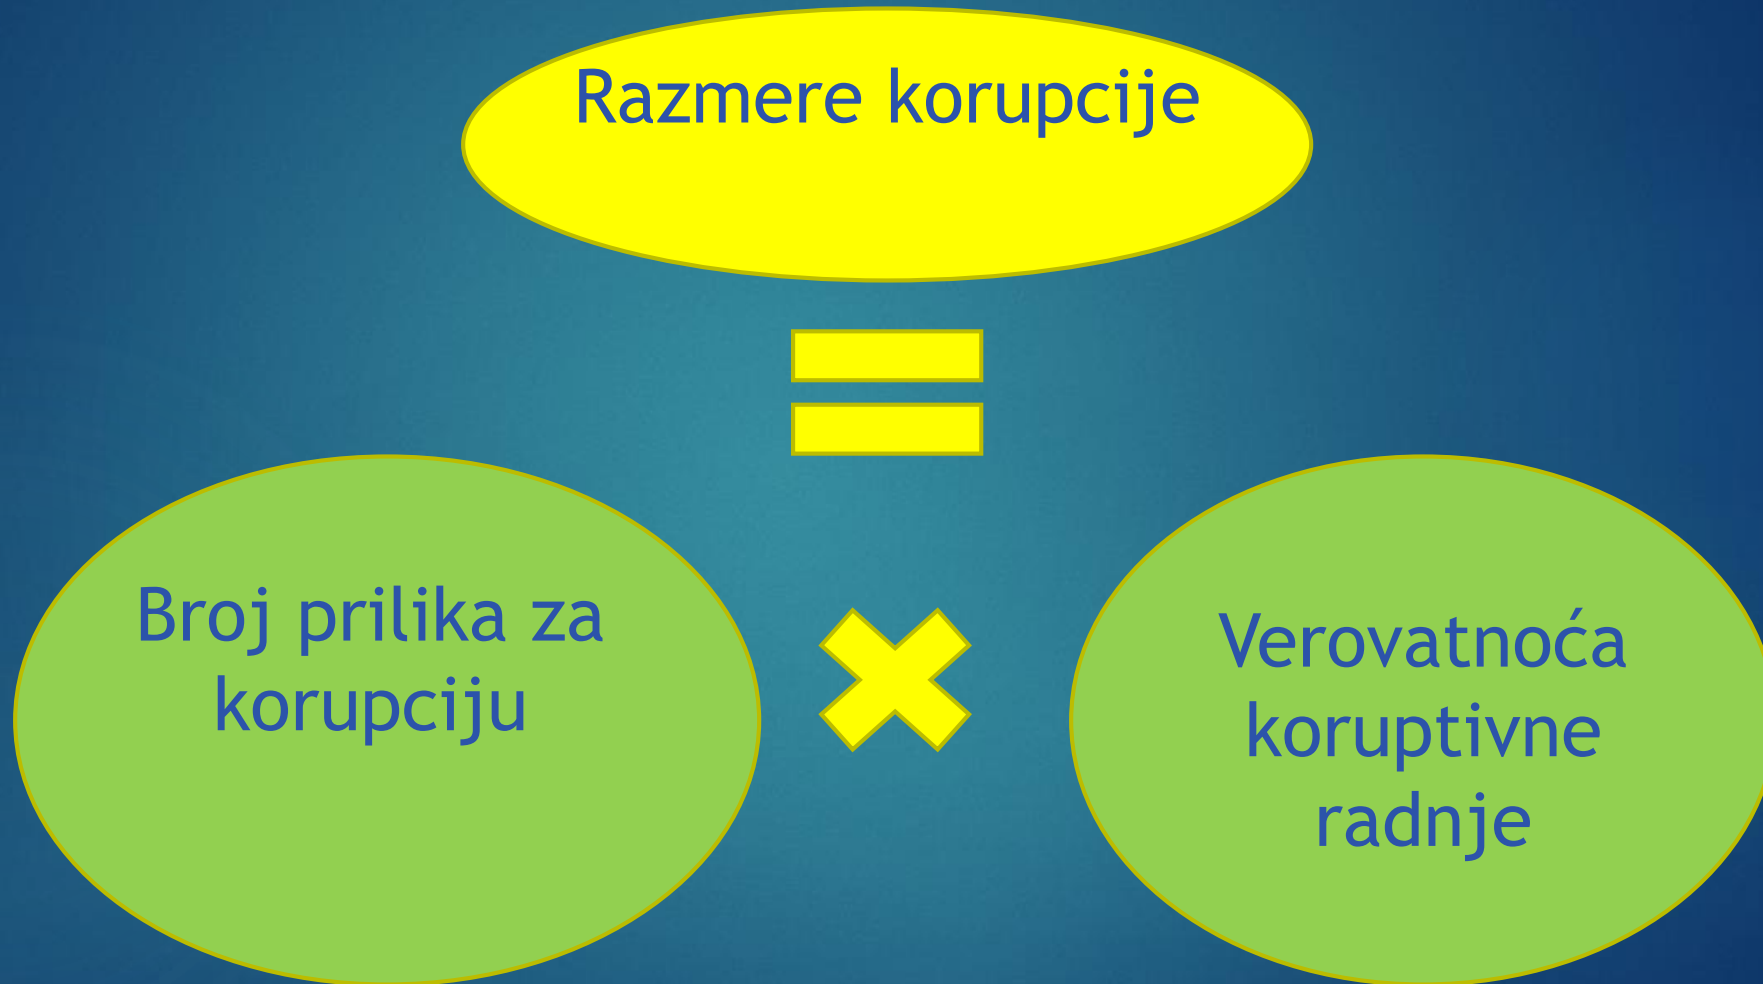 Razmere korupcije
Broj prilika za
korupciju
Verovatnoća
koruptivne
radnje